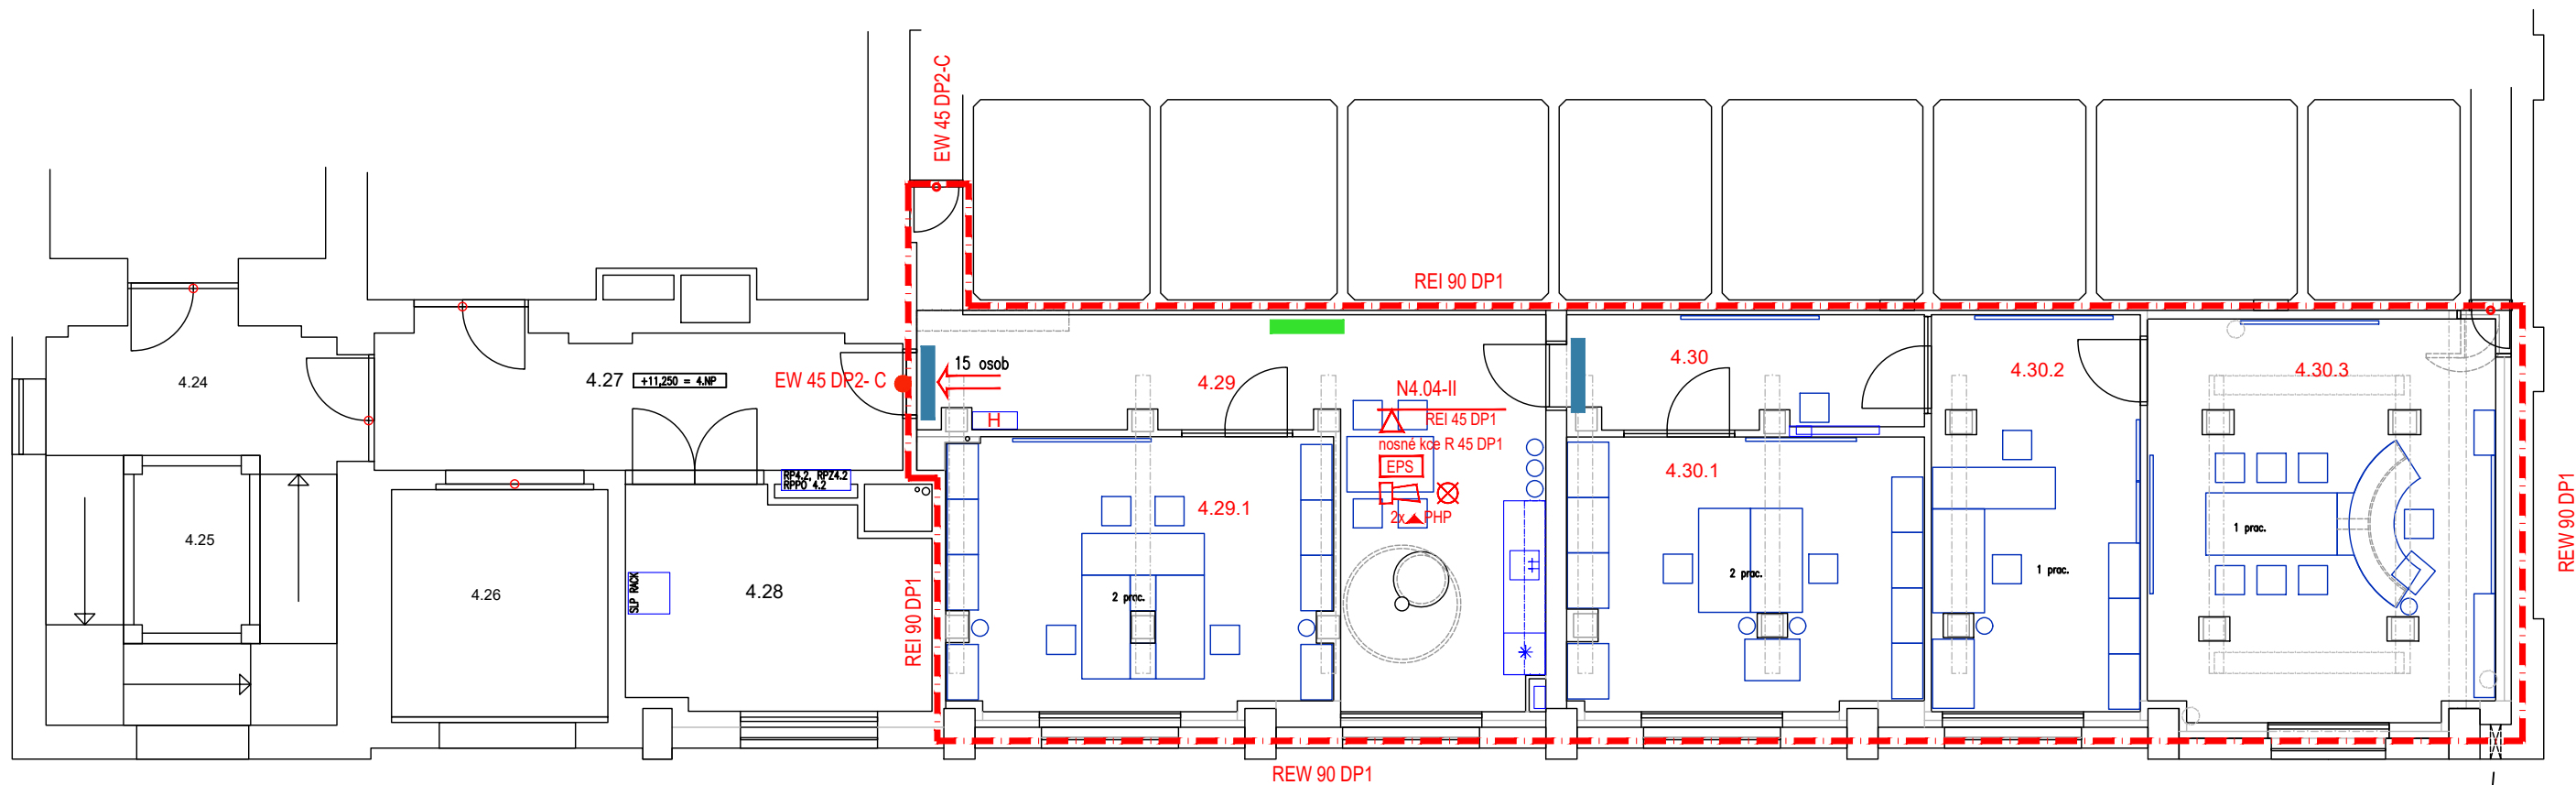 EW 45 DP2-C
REI 90 DP1
15 osob
4.24
4.27
+11,250 = 4.NP
EW 45 DP2- C
4.29
N4.04-II
4.30
4.30.2
4.30.3
H
REI 45 DP1
nosné kce R 45 DP1
EPS
4.30.1
RP4.2, RPZ4.2
RPPO 4.2
4.29.1
2x PHP
1 prac.
REW 90 DP1
4.25
4.26
4.28
SLP RACK
REI 90 DP1
2 prac.
2 prac.
1 prac.
REW 90 DP1